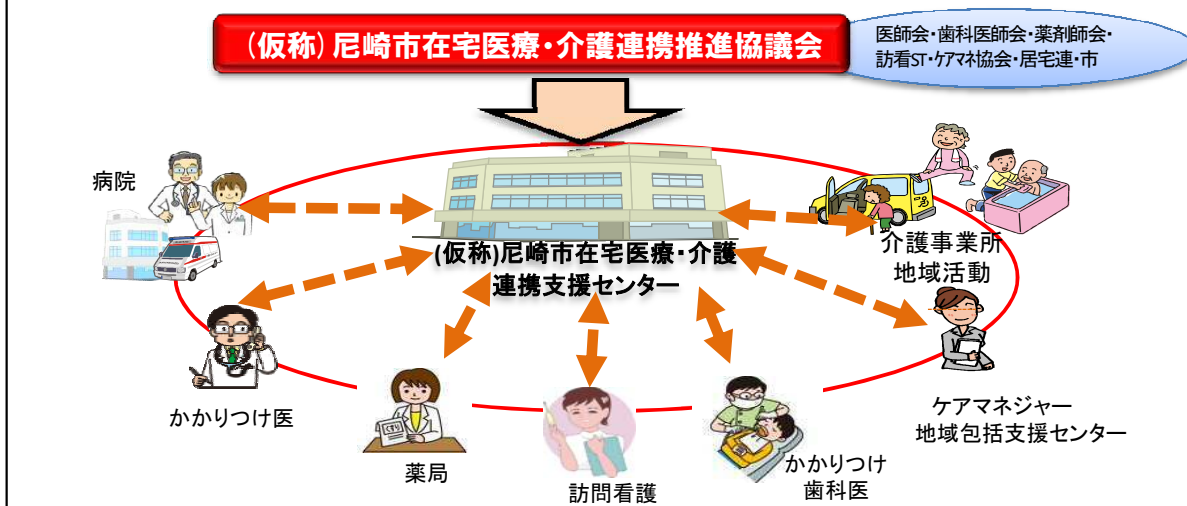 (仮称)尼崎市在宅医療・介護連携推進協議会
医師会・歯科医師会・薬剤師会・
訪看ST・ケアマネ協会・居宅連・市
病院
(仮称)尼崎市在宅医療・介護
連携支援センター
介護事業所
地域活動
かかりつけ医
くすり
薬局
訪問看護
かかりつけ
歯科医
ケアマネジャー
地域包括支援センター